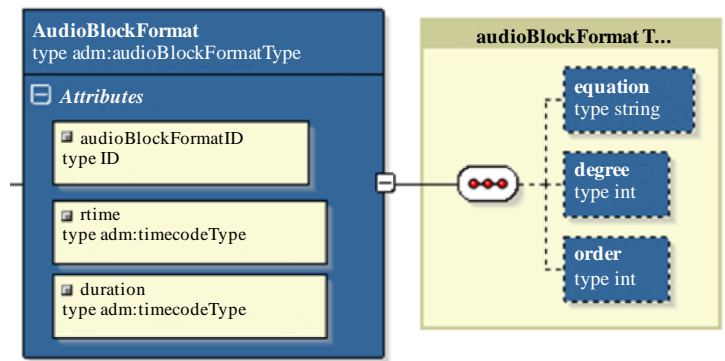 AudioBlockFormat
type adm:audioBlockFormatType
Attributes
audioBlockFormatID
type ID
rtime
type adm:timecodeType
duration
type adm:timecodeType
audioBlockFormat T...
equation
type string
degree
type int
order
type int